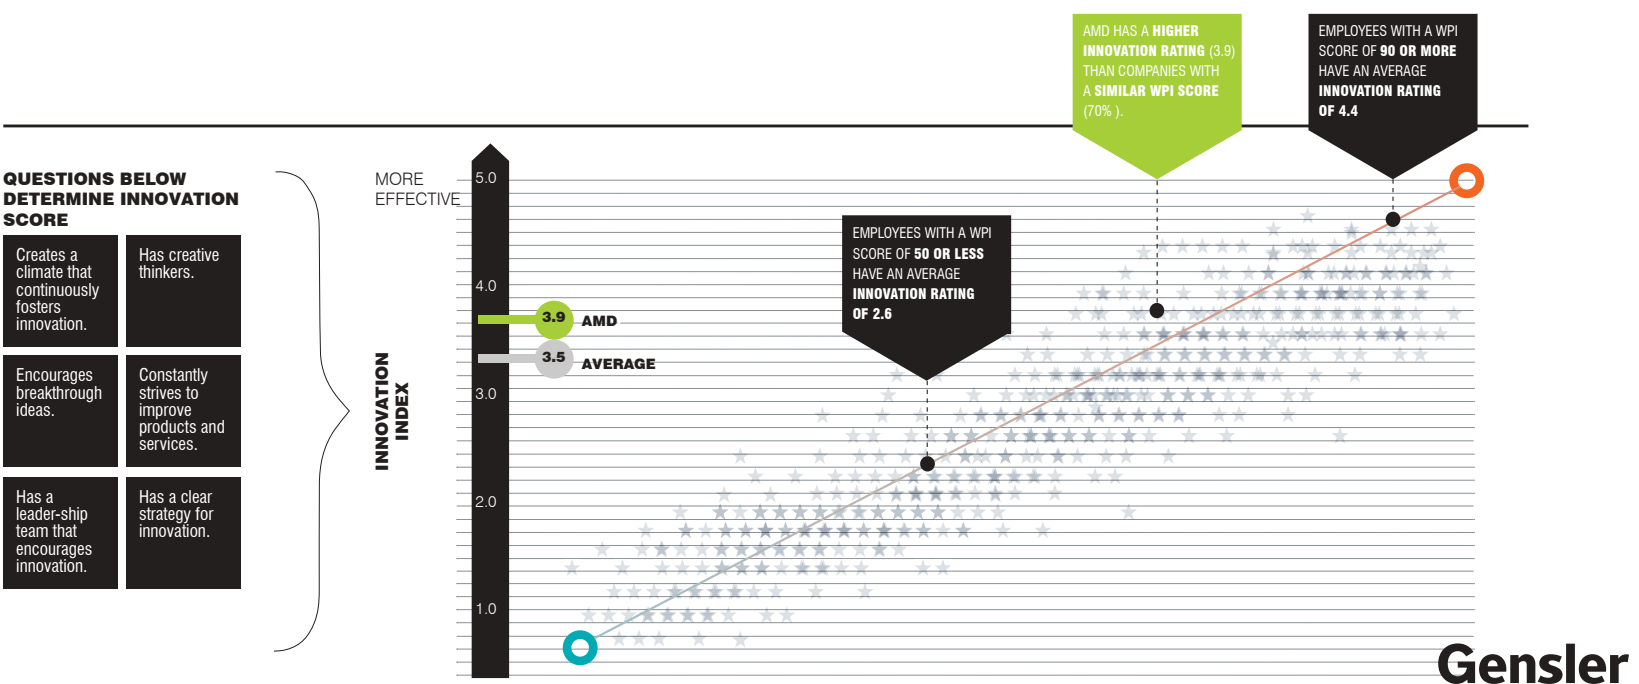 AMD HAS A HIGHER
INNOVATION RATING (3.9)
THAN COMPANIES WITH
A SIMILAR WPI SCORE
(70% ).
EMPLOYEES WITH A WPI
SCORE OF 90 OR MORE
HAVE AN AVERAGE
INNOVATION RATING
OF 4.4
QUESTIONS BELOW
DETERMINE INNOVATION
SCORE
Creates a
climate that
continuously
fosters
innovation.
Has creative
thinkers.
Encourages
breakthrough
ideas.
Constantly
strives to
improve
products and
services.
Has a
leader-ship
team that
encourages
innovation.
Has a clear
strategy for
innovation.
MORE
EFFECTIVE
INNOVATION
INDEX
5.0
4.0
3.0
2.0
1.0
3.9 AMD
3.5 AVERAGE
EMPLOYEES WITH A WPI
SCORE OF 50 OR LESS
HAVE AN AVERAGE
INNOVATION RATING
OF 2.6
Gensler